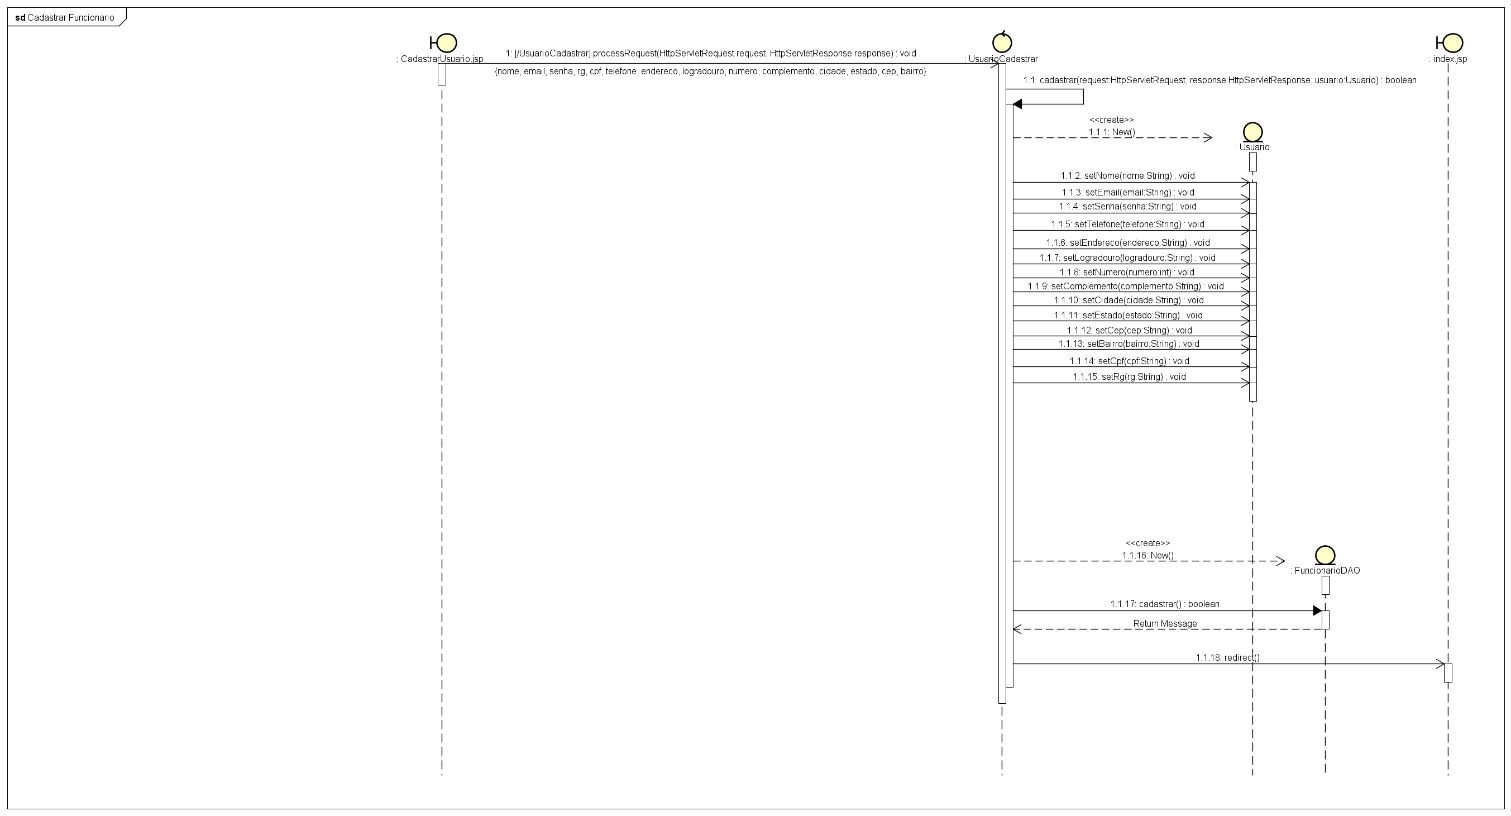 sd Cadastrar Funcionario
: CadastrarUsuario.jsp
1: [/UsuarioCadastrar] processRequest(HttpServletRequest request, HttpServletResponse response) : void
: UsuarioCadastrar
: index.jsp
{nome, email, senha, rg, cpf, telefone, endereco, logradouro, numero, complemento, cidade, estado, cep, bairro}
1.1: cadastrar(request:HttpServletRequest, response:HttpServletResponse, usuario:Usuario) : boolean
<<create>>
1.1.1: New()
: Usuario
1.1.2: setNome(nome:String) : void
1.1.3: setEmail(email:String) : void
1.1.4: setSenha(senha:String) : void
1.1.5: setTelefone(telefone:String) : void
1.1.6: setEndereco(endereco:String) : void
1.1.7: setLogradouro(logradouro:String) : void
1.1.8: setNumero(numero:int) : void
1.1.9: setComplemento(complemento:String) : void
1.1.10: setCidade(cidade:String) : void
1.1.11: setEstado(estado:String) : void
1.1.12: setCep(cep:String) : void
1.1.13: setBairro(bairro:String) : void
1.1.14: setCpf(cpf:String) : void
1.1.15: setRg(rg:String) : void
<<create>>
1.1.16: New()
: FuncionarioDAO
1.1.17: cadastrar() : boolean
Return Message
1.1.18: redirect()